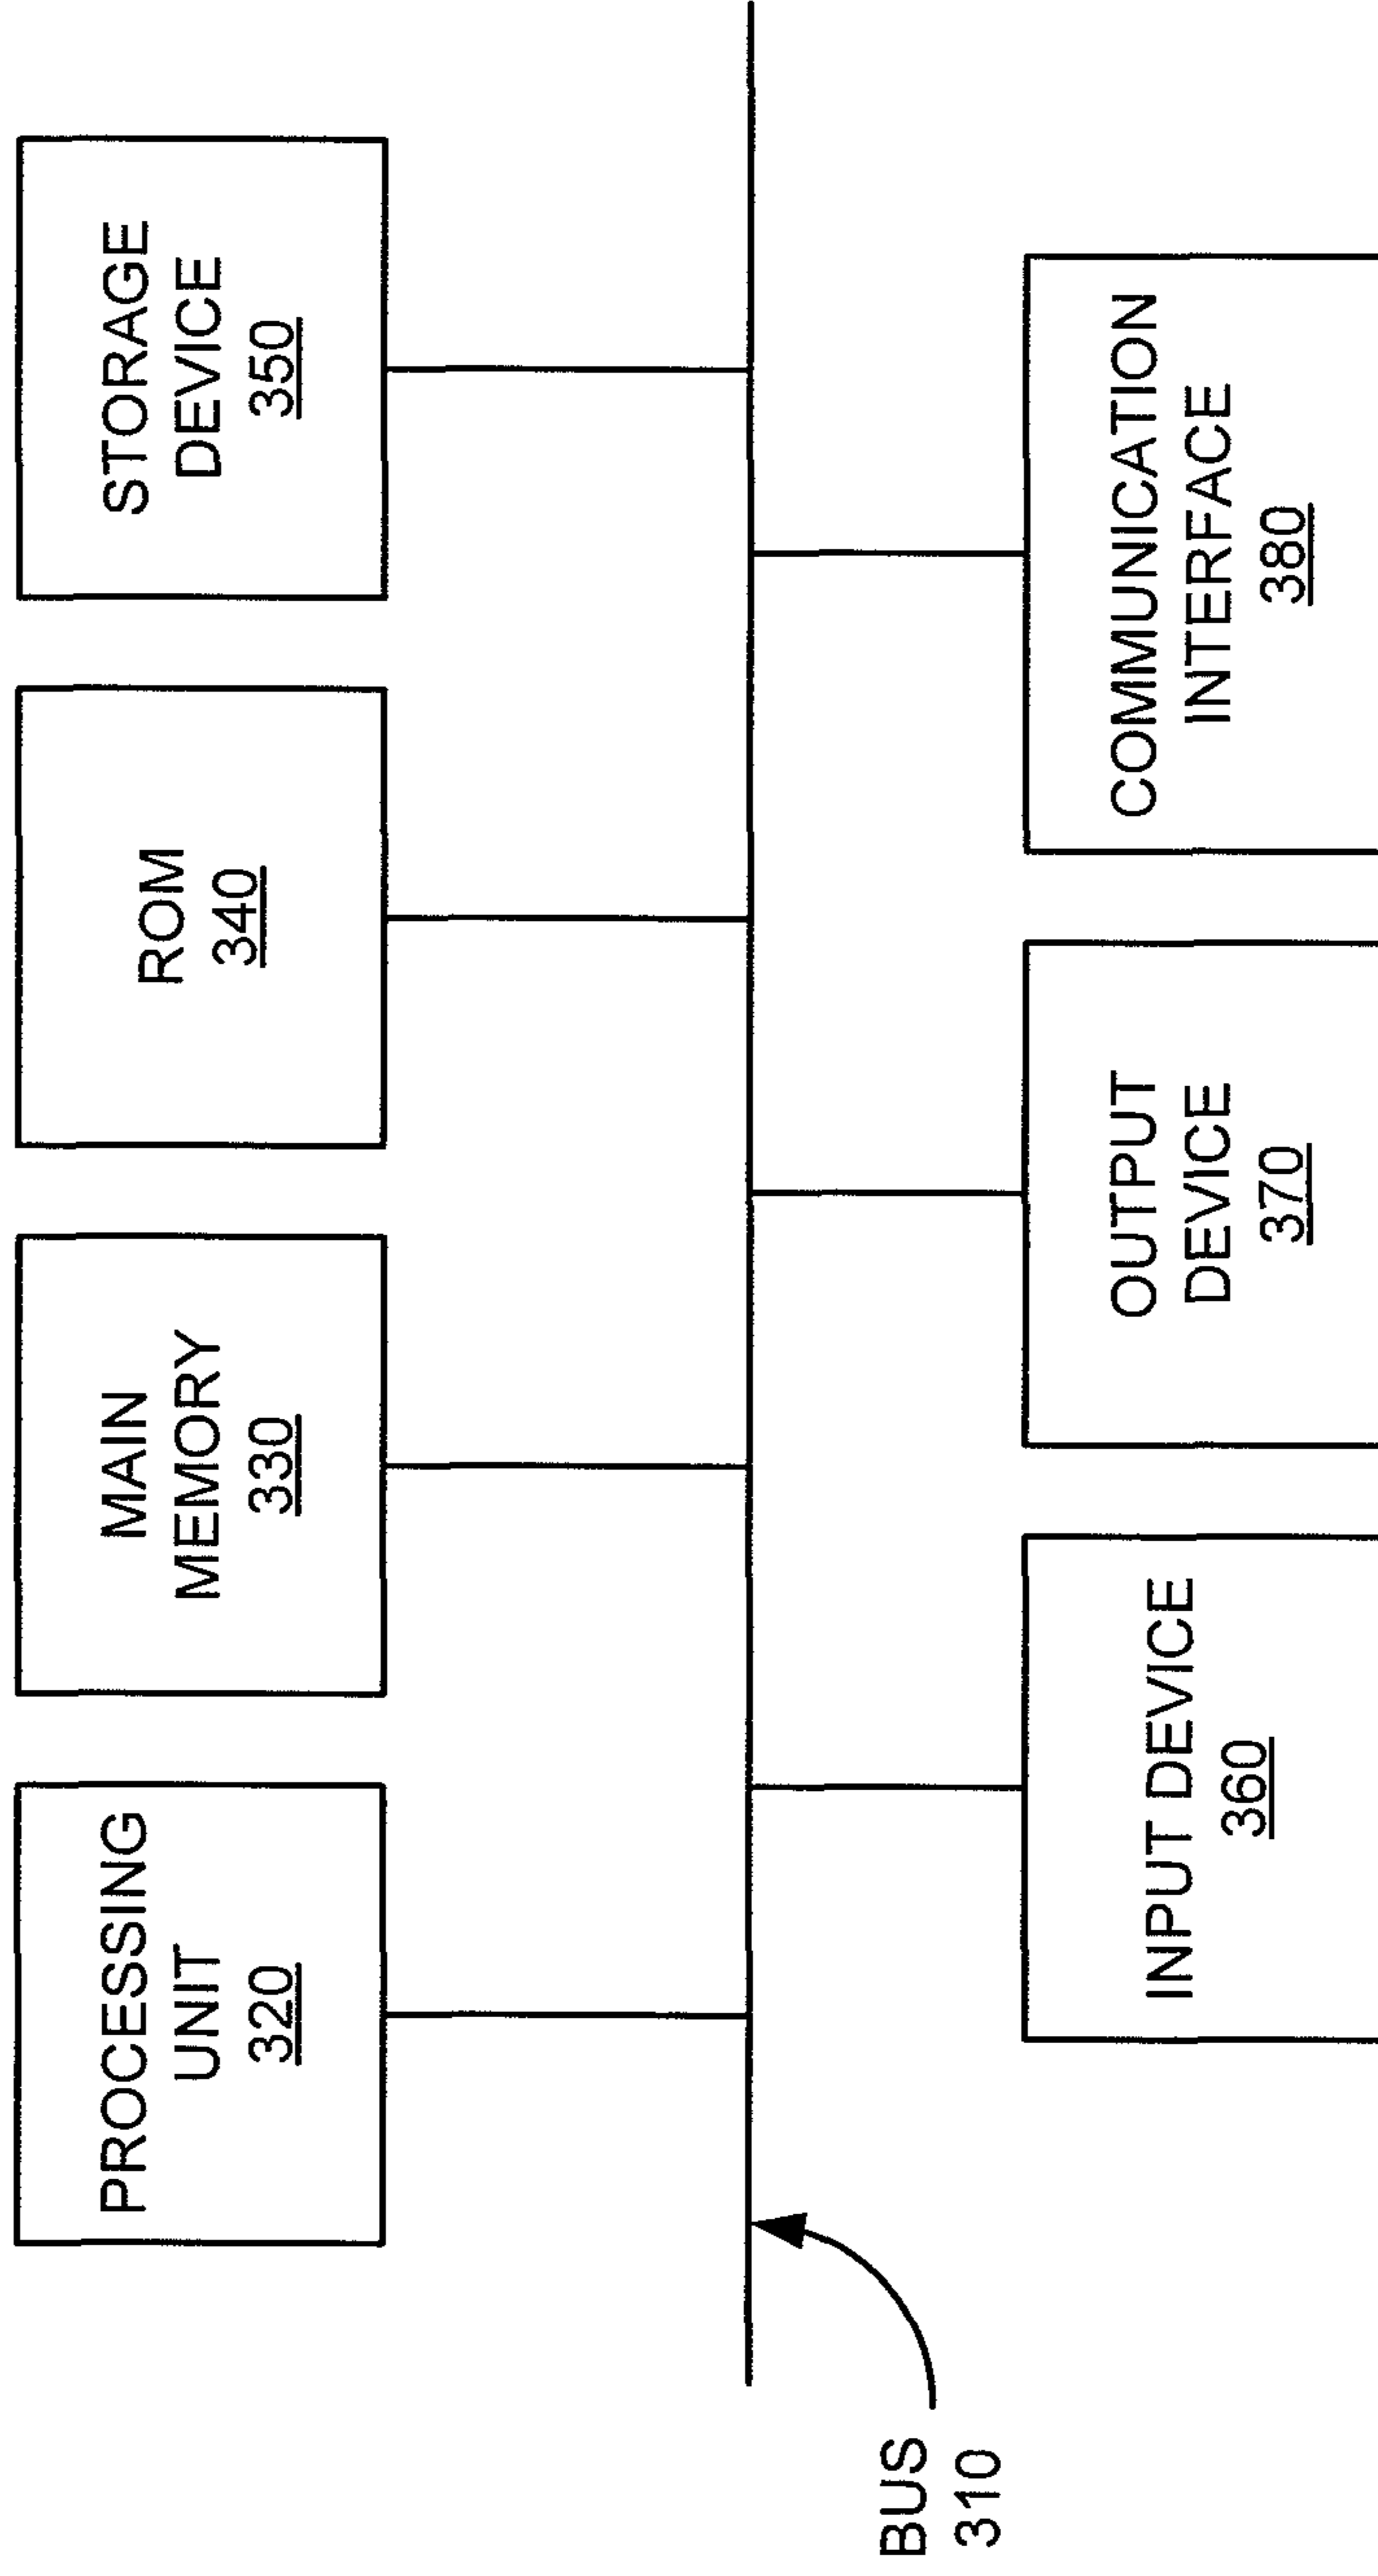 PROCESSING
UNIT
320
MAIN
MEMORY
330
ROM
340
STORAGE
DEVICE
350
BUS
310
INPUT DEVICE
360
OUTPUT
DEVICE
370
COMMUNICATION
INTERFACE
380